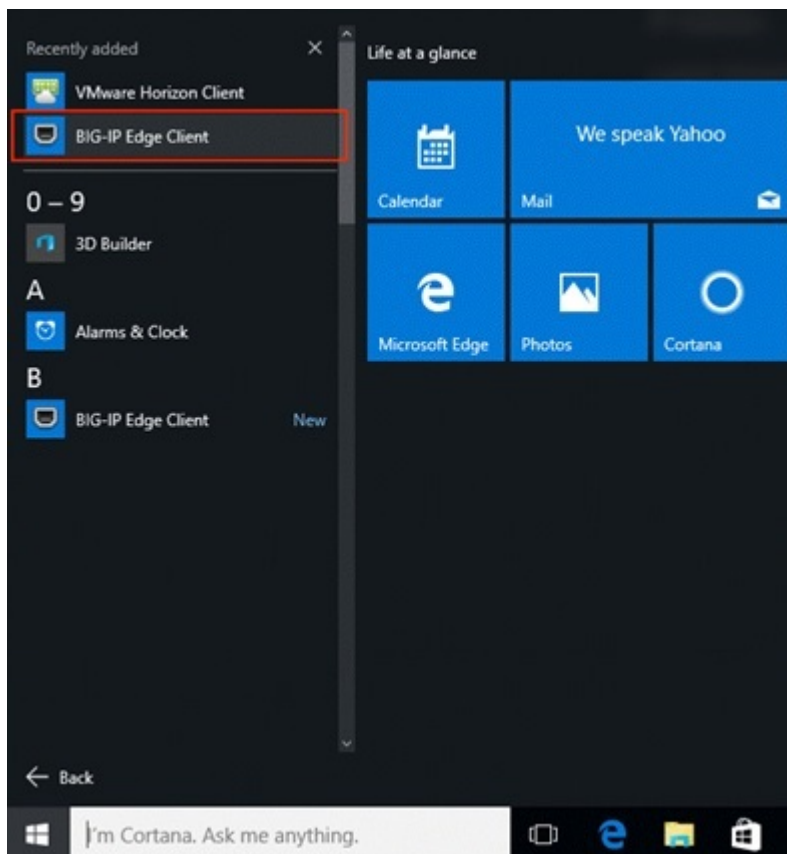 Recently added
VMware Horizon Client
BIG-IP Edge Client
0 – 9
3D Builder
A
Alarms & Clock
B
BIG-IP Edge Client New
Back
Life at a glance
Calendar
We speak Yahoo
Mail
Microsoft Edge
Photos
Cortana
I'm Cortana. Ask me anything.